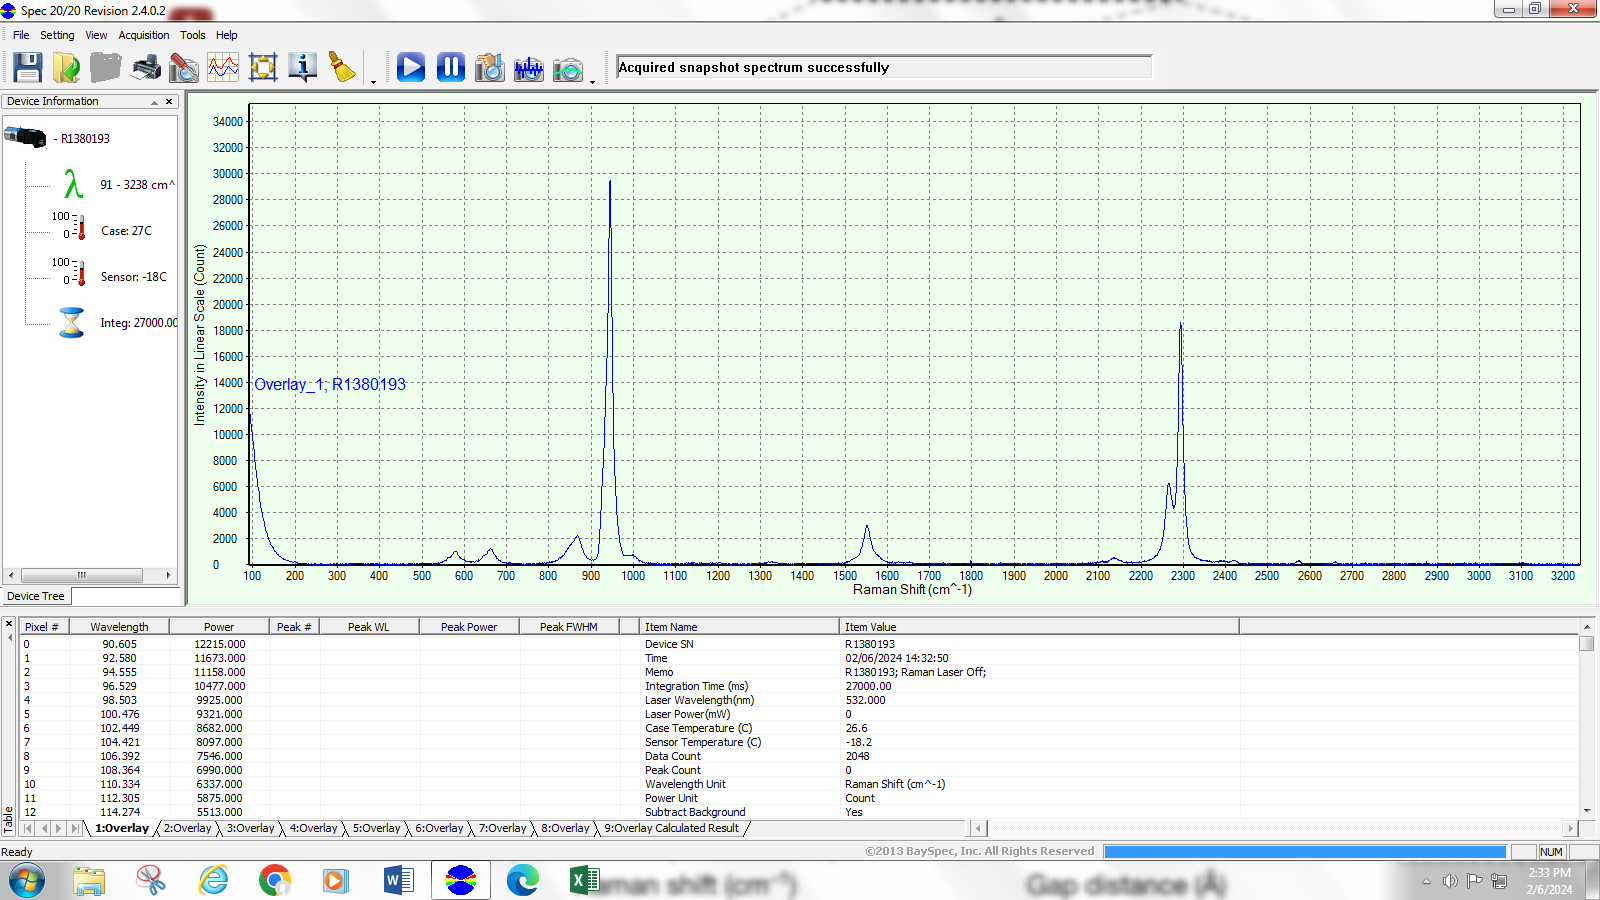 Spec 20/20 Revision 2.4.0.2
File Setting View Acquisition Tools Help
Acquired snapshot spectrum successfully
Device Information
- R1380193
91 - 3238 cm^
100
0
Case: 27C
100
0
Sensor: -18C
Integ: 27000.00
Device Tree
Intensity in Linear Scale (Count)
34000
32000
30000
28000
26000
24000
22000
20000
18000
16000
14000
12000
10000
8000
6000
4000
2000
0
Overlay_1; R1380193
100 200 300 400 500 600 700 800 900 1000 1100 1200 1300 1400 1500 1600 1700 1800 1900 2000 2100 2200 2300 2400 2500 2600 2700 2800 2900 3000 3100 3200
Raman Shift (cm^-1)
Table
Pixel # Wavelength Power Peak # Peak WL Peak Power Peak FWHM Item Name Item Value
0 90.605 12215.000 Device SN R1380193
1 92.580 11673.000 Time 02/06/2024 14:32:50
2 94.555 11158.000 Memo R1380193; Raman Laser Off;
3 96.529 10477.000 Integration Time (ms) 27000.00
4 98.503 9925.000 Laser Wavelength(nm) 532.000
5 100.476 9321.000 Laser Power(mW) 0
6 102.449 8682.000 Case Temperature (C) 26.6
7 104.421 8097.000 Sensor Temperature (C) -18.2
8 106.392 7546.000 Data Count 2048
9 108.364 6990.000 Peak Count 0
10 110.334 6337.000 Wavelength Unit Raman Shift (cm^-1)
11 112.305 5875.000 Power Unit Count
12 114.274 5513.000 Subtract Background Yes
1:Overlay 2:Overlay 3:Overlay 4:Overlay 5:Overlay 6:Overlay 7:Overlay 8:Overlay 9:Overlay Calculated Result
Ready ©2013 BaySpec, Inc. All Rights Reserved NUM
aman shift (cm⁻¹) Gap distance (Å)
2:33 PM
2/6/2024